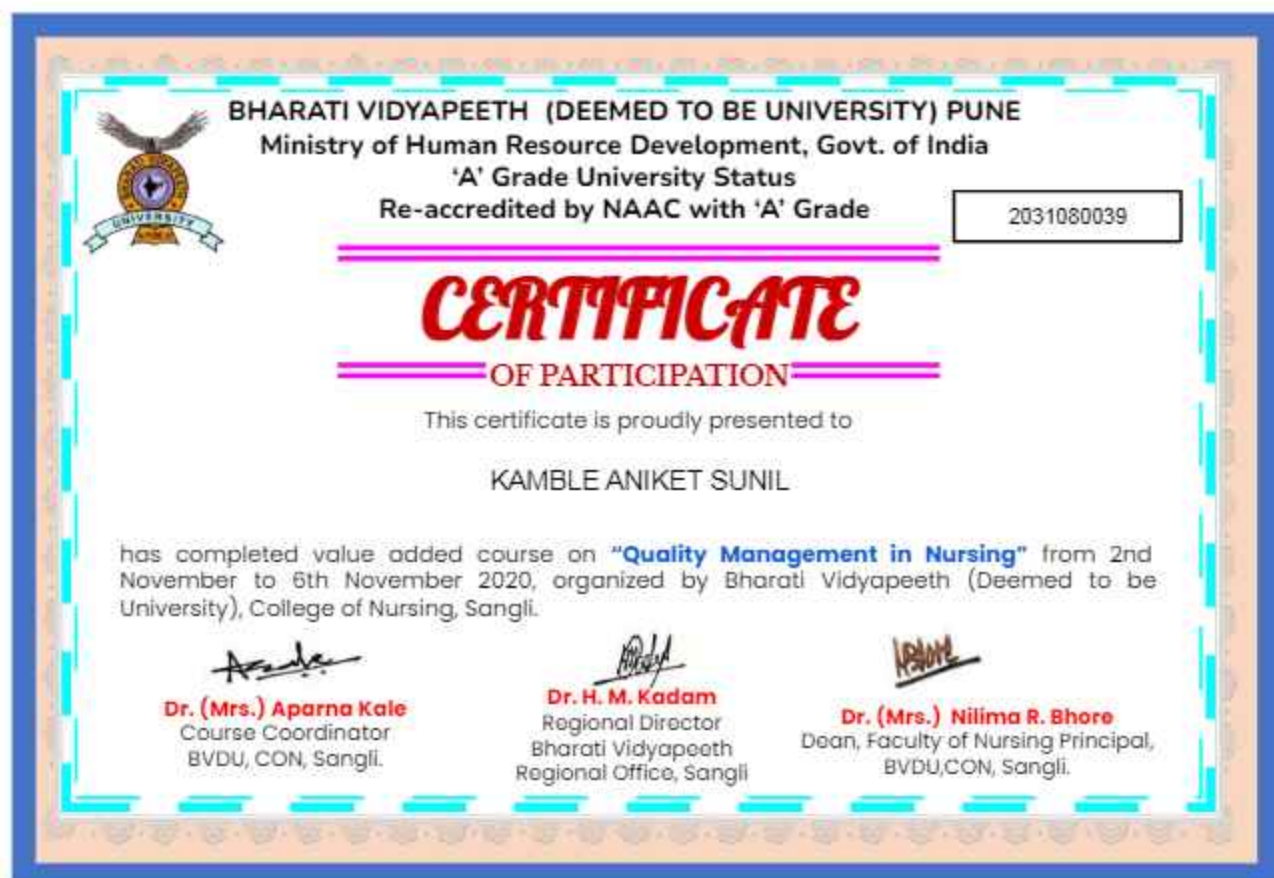 BHARATI VIDYAPEETH (DEEMED TO BE UNIVERSITY) PUNE
Ministry of Human Resource Development, Govt. of India
‘A’ Grade University Status
Re-accredited by NAAC with ‘A’ Grade
2031080039
BHARATI VIDYAPEETH
UNIVERSITY
CERTIFICATE
OF PARTICIPATION
This certificate is proudly presented to
KAMBLE ANIKET SUNIL
has completed value added course on “Quality Management in Nursing” from 2nd
November to 6th November 2020, organized by Bharati Vidyapeeth (Deemed to be
University), College of Nursing, Sangli.
Dr. (Mrs.) Aparna Kale
Course Coordinator
BVDU, CON, Sangli.
Dr. H. M. Kadam
Regional Director
Bharati Vidyapeeth
Regional Office, Sangli
Dr. (Mrs.) Nilima R. Bhore
Dean, Faculty of Nursing Principal,
BVDU,CON, Sangli.